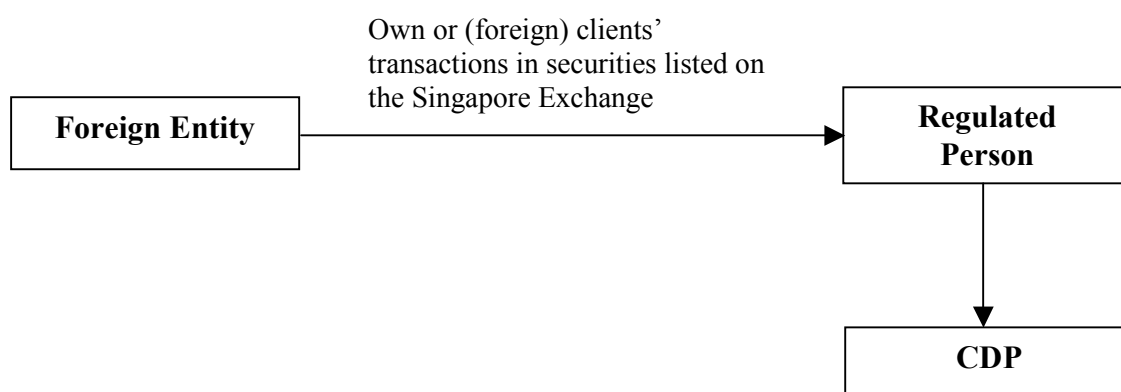 Own or (foreign) clients’
transactions in securities listed on
the Singapore Exchange
Foreign Entity
Regulated
Person
CDP